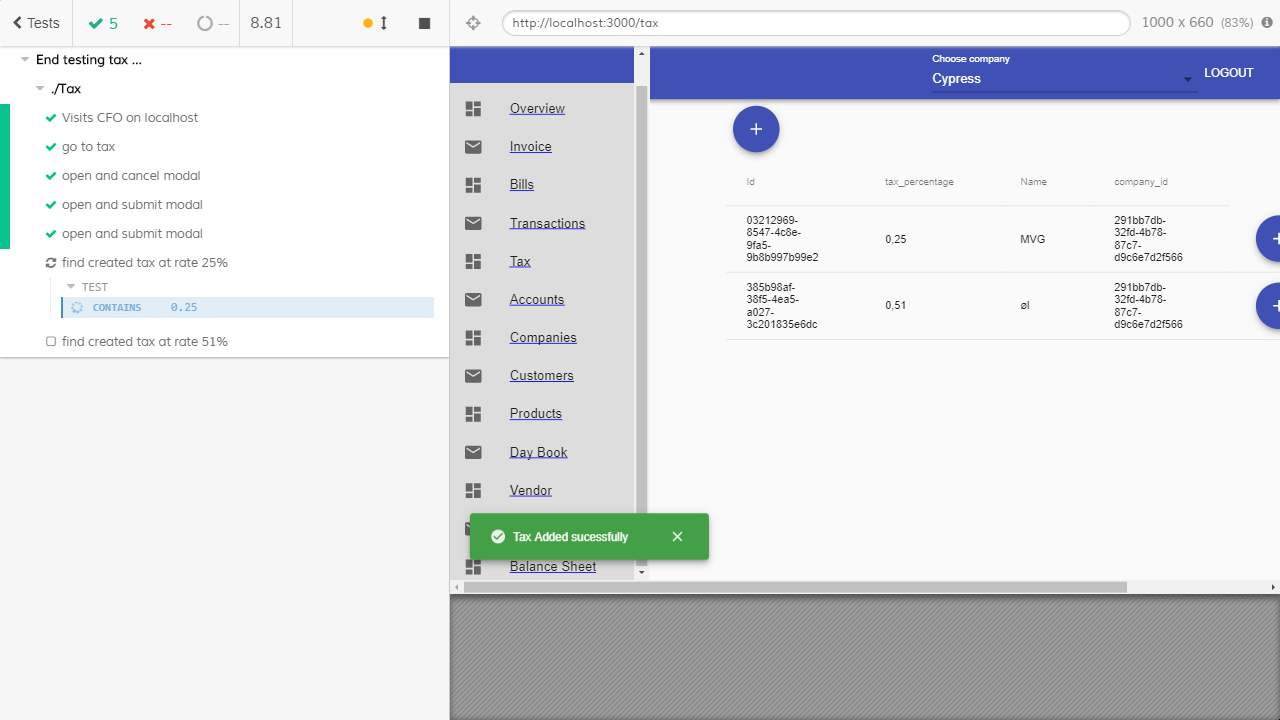 Tests
5
--
--
8.81
http://localhost:3000/tax
1000 x 660 (83%)
End testing tax ...
./Tax
Visits CFO on localhost
go to tax
open and cancel modal
open and submit modal
open and submit modal
find created tax at rate 25%
TEST
CONTAINS 0.25
find created tax at rate 51%
Choose company
Cypress
LOGOUT
Overview
Invoice
Bills
Transactions
Tax
Accounts
Companies
Customers
Products
Day Book
Vendor
Balance Sheet
Id tax_percentage Name company_id
03212969-
8547-4c8e-
9fa5-
9b8b997b99e2
0,25
MVG
291bb7db-
32fd-4b78-
87c7-
d9c6e7d2f566
385b98af-
38f5-4ea5-
a027-
3c201835e6dc
0,51
øl
291bb7db-
32fd-4b78-
87c7-
d9c6e7d2f566
Tax Added sucessfully